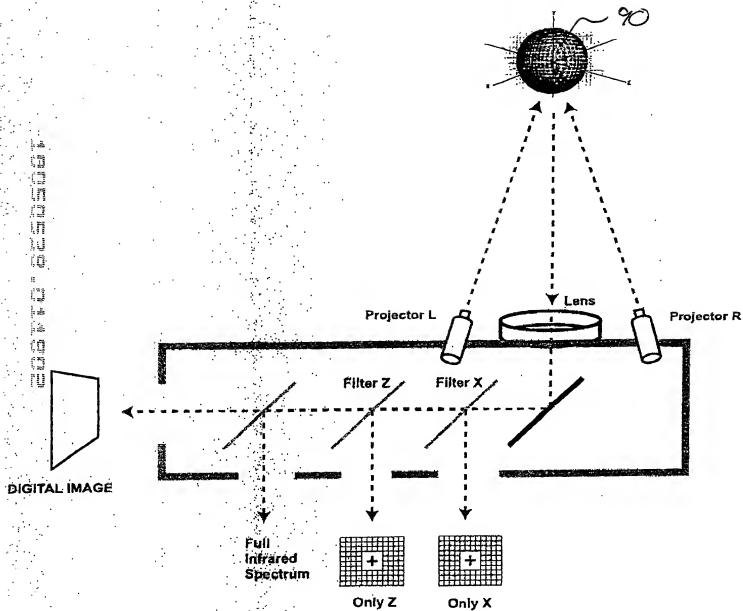 90
Lens
Projector L
Projector R
Filter Z
Filter X
DIGITAL IMAGE
Full
Infrared
Spectrum
Only Z
Only X